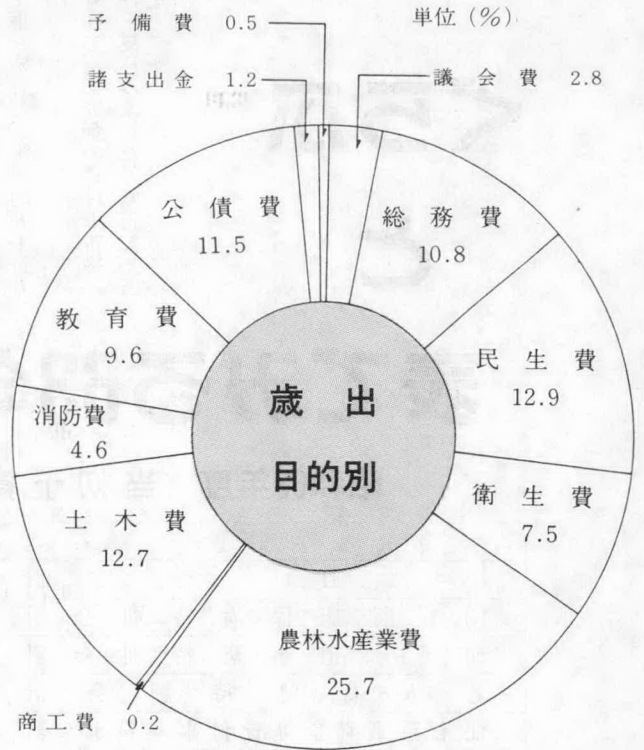 予備費 0.5
単位(%)
諸支出金 1.2
議会費 2.8
公債費
11.5
総務費
10.8
教育費
9.6
民生費
12.9
歳出
目的別
消防費
4.6
衛生費
7.5
土木費
12.7
農林水産業費
25.7
商工費 0.2